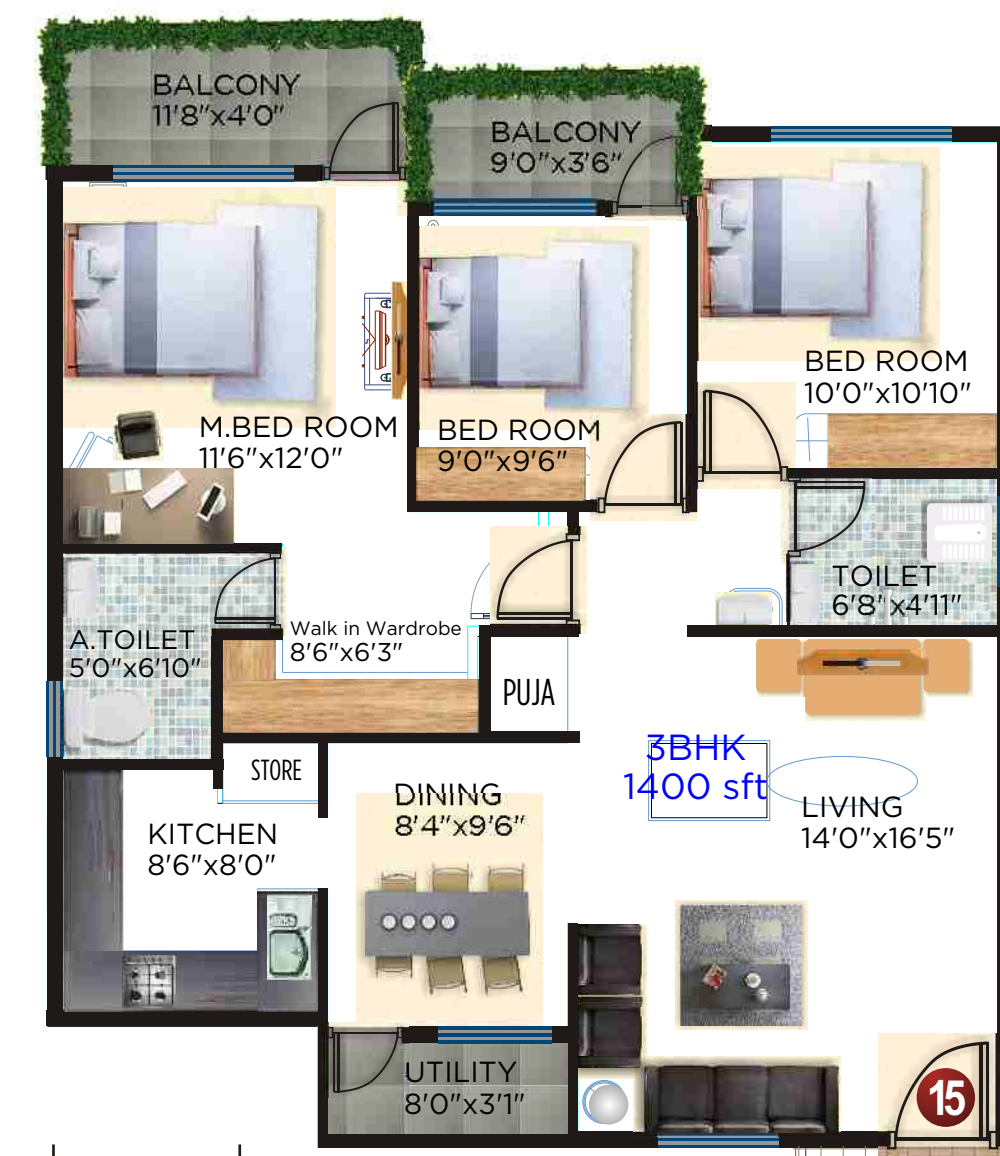 BALCONY
11'8"x4'0"
BALCONY
9'0"x3'6"
BED ROOM
10'0"x10'10"
M.BED ROOM
11'6"x12'0"
BED ROOM
9'0"x9'6"
TOILET
6'8"x4'11"
A.TOILET
5'0"x6'10"
Walk in Wardrobe
8'6"x6'3"
PUJA
STORE
3BHK
1400 sft
DINING
8'4"x9'6"
LIVING
14'0"x16'5"
KITCHEN
8'6"x8'0"
UTILITY
8'0"x3'1"
15